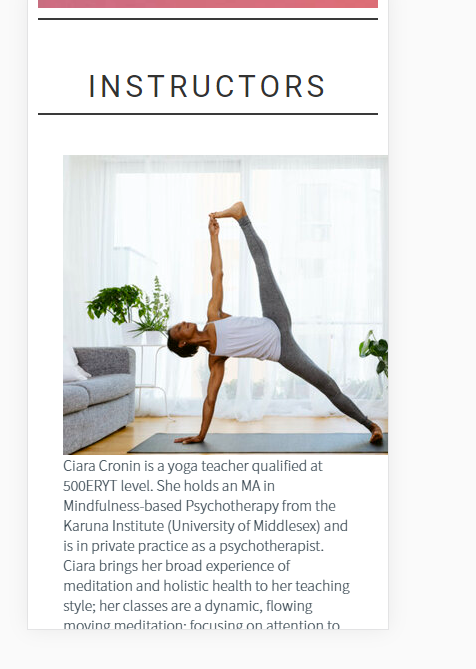 INSTRUCTORS
Ciara Cronin is a yoga teacher qualified at
500ERYT level. She holds an MA in
Mindfulness-based Psychotherapy from the
Karuna Institute (University of Middlesex) and
is in private practice as a psychotherapist.
Ciara brings her broad experience of
meditation and holistic health to her teaching
style; her classes are a dynamic, flowing
moving meditation; focusing on attention to